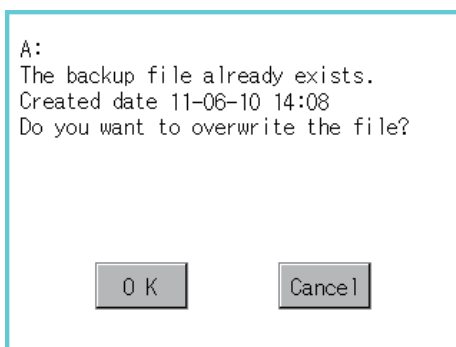 A:
The backup file already exists.
Created date 11-06-10 14:08
Do you want to overwrite the file?
O K
Cancel